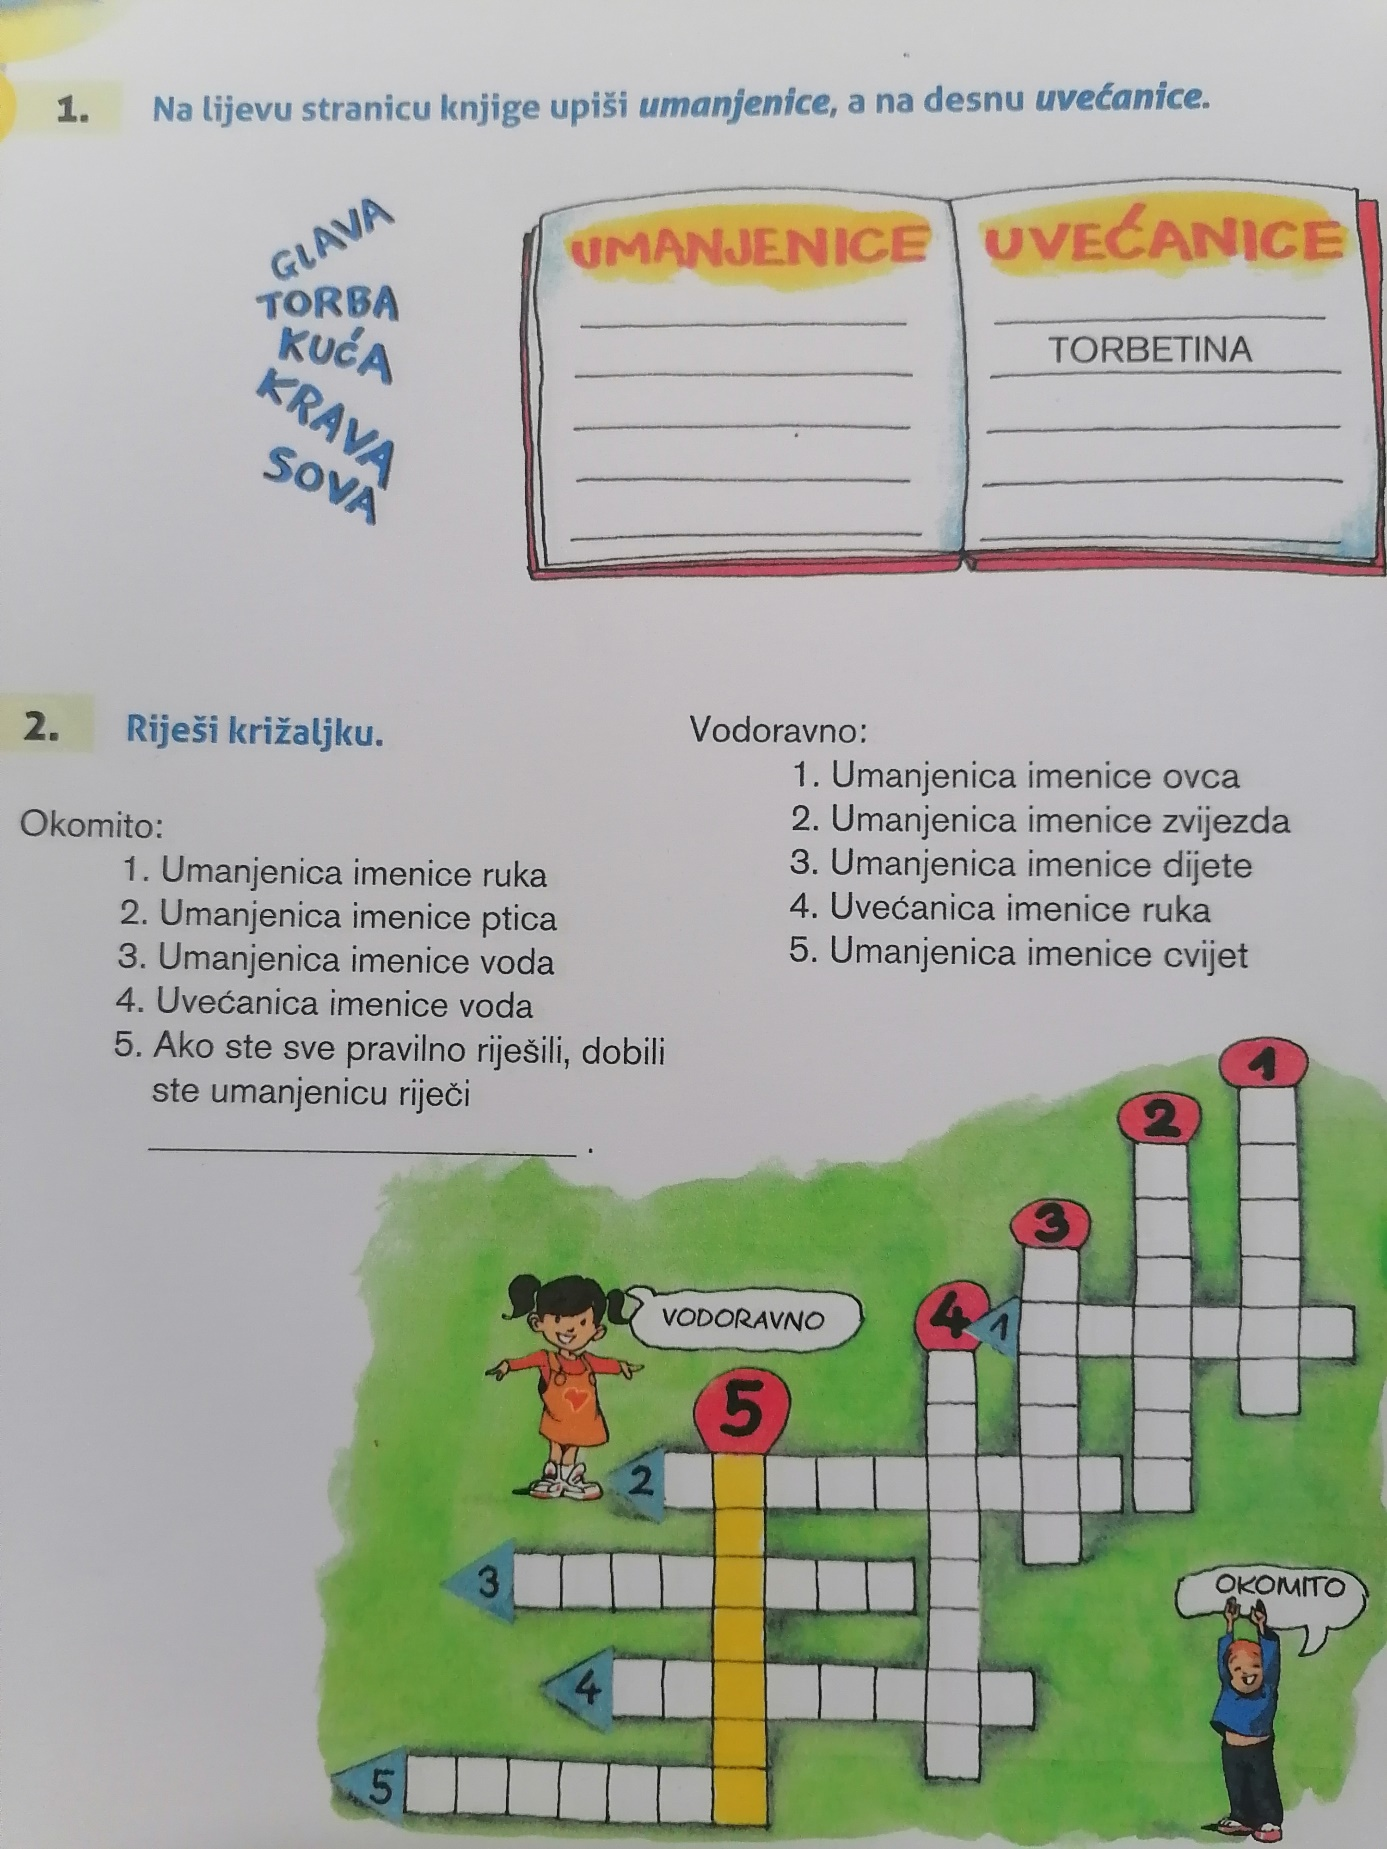 1. Na lijevu stranicu knjige upiši umanjenice, a na desnu uvećanice.
GLAVA
TORBA
KUĆA
KRAVA
SOVA
UMANJENICE
UVEĆANICE
TORBETINA
2. Riješi križaljku.
Okomito:
1. Umanjenica imenice ruka
2. Umanjenica imenice ptica
3. Umanjenica imenice voda
4. Uvećanica imenice voda
5. Ako ste sve pravilno riješili, dobili
ste umanjenicu riječi
.
Vodoravno:
1. Umanjenica imenice ovca
2. Umanjenica imenice zvijezda
3. Umanjenica imenice dijete
4. Uvećanica imenice ruka
5. Umanjenica imenice cvijet
1
2
3
4
1
VODORAVNO
5
2
3
OKOMITO
4
5